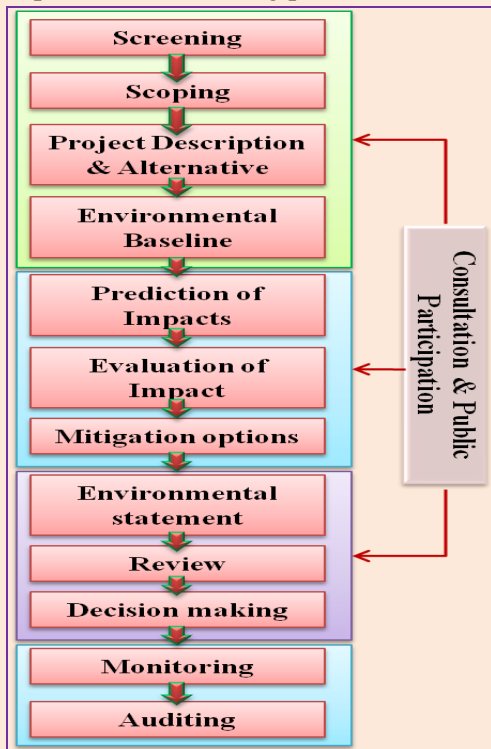 Screening
Scoping
Project Description
& Alternative
Environmental
Baseline
Prediction of
Impacts
Evaluation of
Impact
Mitigation options
Environmental
statement
Review
Decision making
Monitoring
Auditing
Consultation & Public
Participation